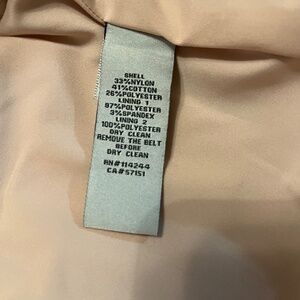 SHELL
33%NYLON
41%COTTON
26%POLYESTER
LINING 1
97%POLYESTER
3%SPANDEX
LINING 2
100%POLYESTER
DRY CLEAN
REMOVE THE BELT
BEFORE
DRY CLEAN
RN#114244
CA#57151